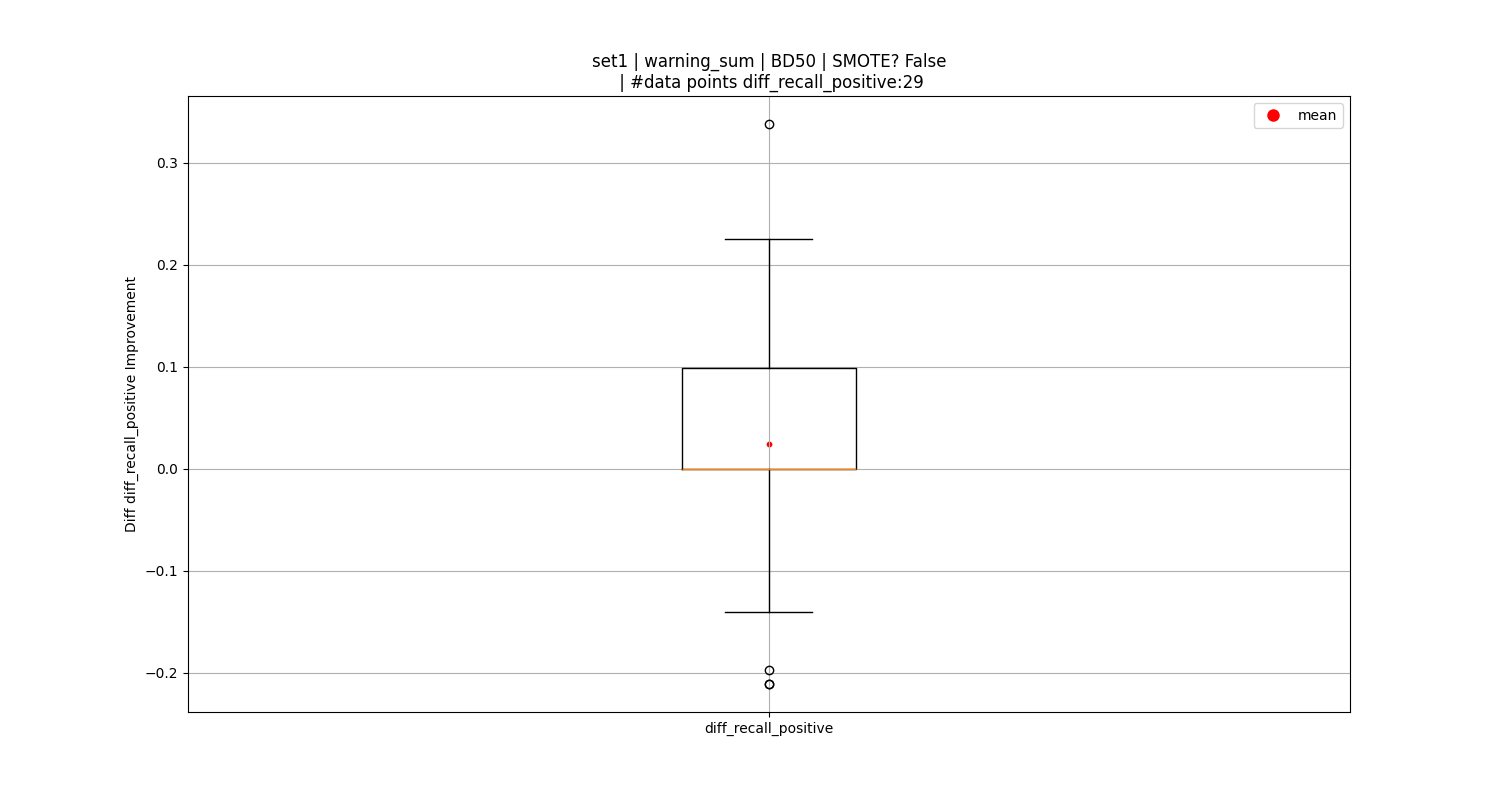 set1 | warning_sum | BD50 | SMOTE? False
| #data points diff_recall_positive:29
mean
0.3
0.2
0.1
0.0
−0.1
−0.2
Diff diff_recall_positive Improvement
diff_recall_positive